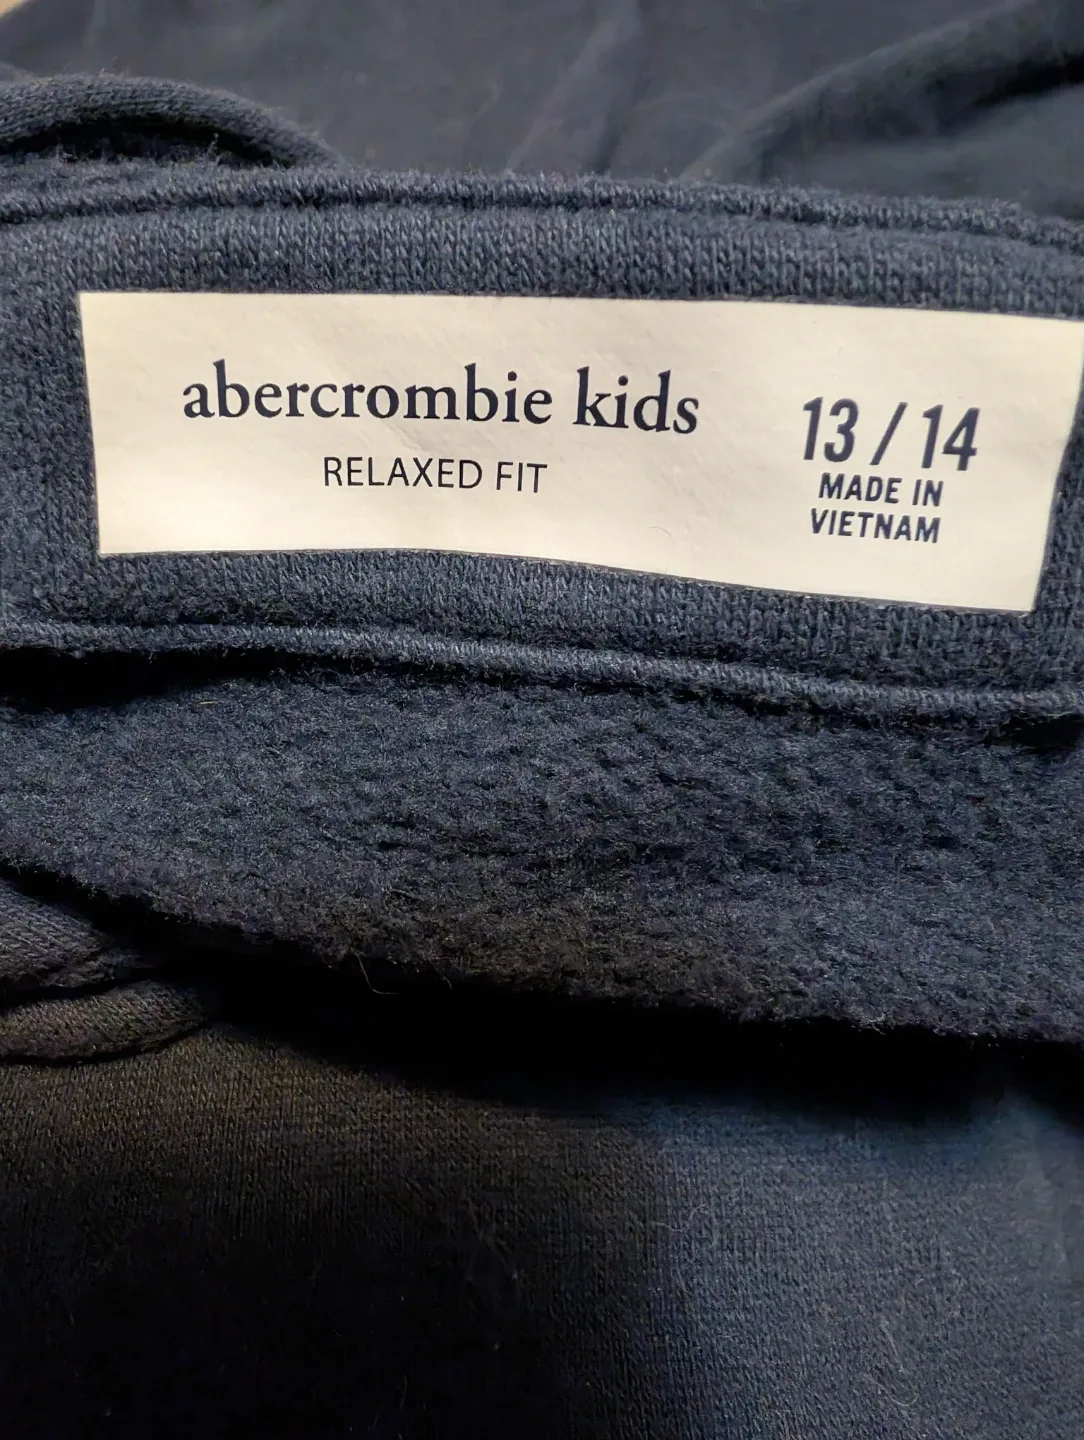 abercrombie kids
RELAXED FIT
13 / 14
MADE IN
VIETNAM